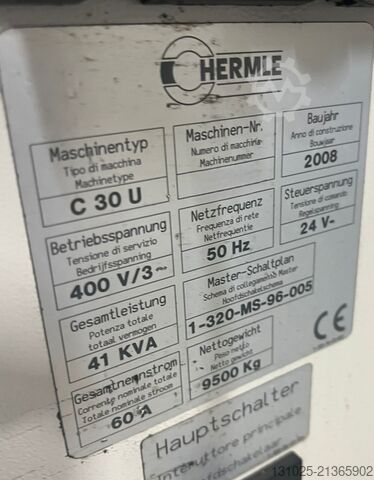 HERMLE
Maschinentyp
Tipo di macchina
Machinetype
C 30 U
Maschinen-Nr.
Numero di macchina
Machinenummer
Baujahr
Anno di construzione
Bouwjaar
2008
Betriebsspannung
Tensione di servizio
Bedrijfsspanning
400 V/3~
Netzfrequenz
Frequenza di rete
Netfrequentie
50 Hz
Steuerspannung
Tensione di comando
Regelspanning
24 V-
Gesamtleistung
Potenza totale
totaal vermogen
41 KVA
Master-Schaltplan
Schema di collegamento Master
Hoofdschakelschema
1-320-MS-96-005
Gesamtnennstrom
Corrente nominale totale
Totale nominale stroom
60 A
Nettogewicht
Peso netto
Netto gewicht
9500 Kg
CE
Hauptschalter
Interruttore principale
Hoofdschakelaar
131025-21365902